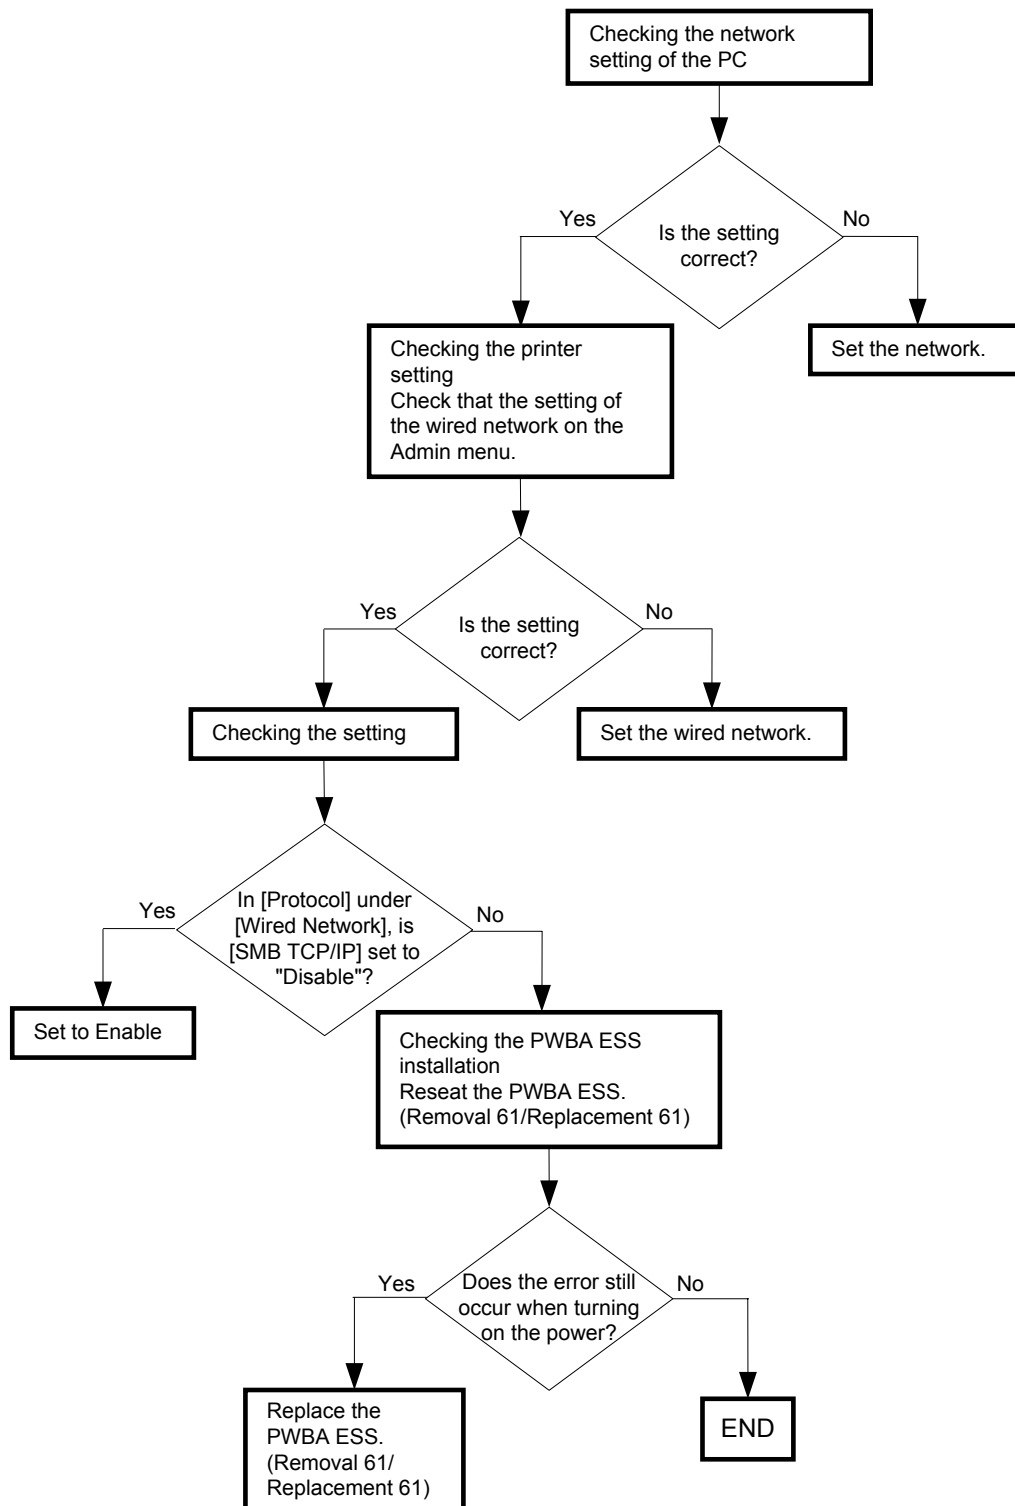 Checking the network
setting of the PC
Yes
No
Is the setting
correct?
Checking the printer
setting
Check that the setting of
the wired network on the
Admin menu.
Set the network.
Yes
No
Is the setting
correct?
Checking the setting
Set the wired network.
In [Protocol] under
[Wired Network], is
[SMB TCP/IP] set to
"Disable"?
Yes
No
Set to Enable
Checking the PWBA ESS
installation
Reseat the PWBA ESS.
(Removal 61/Replacement 61)
Yes
No
Does the error still
occur when turning
on the power?
Replace the
PWBA ESS.
(Removal 61/
Replacement 61)
END